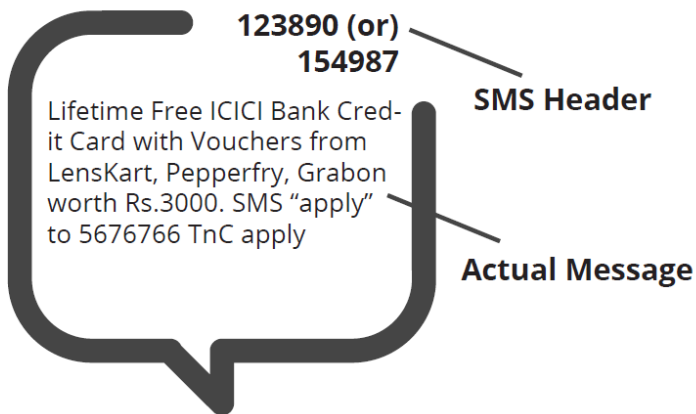 123890 (or)
154987
SMS Header
Lifetime Free ICICI Bank Cred-
it Card with Vouchers from
LensKart, Pepperfry, Grabon
worth Rs.3000. SMS “apply”
to 5676766 TnC apply
Actual Message